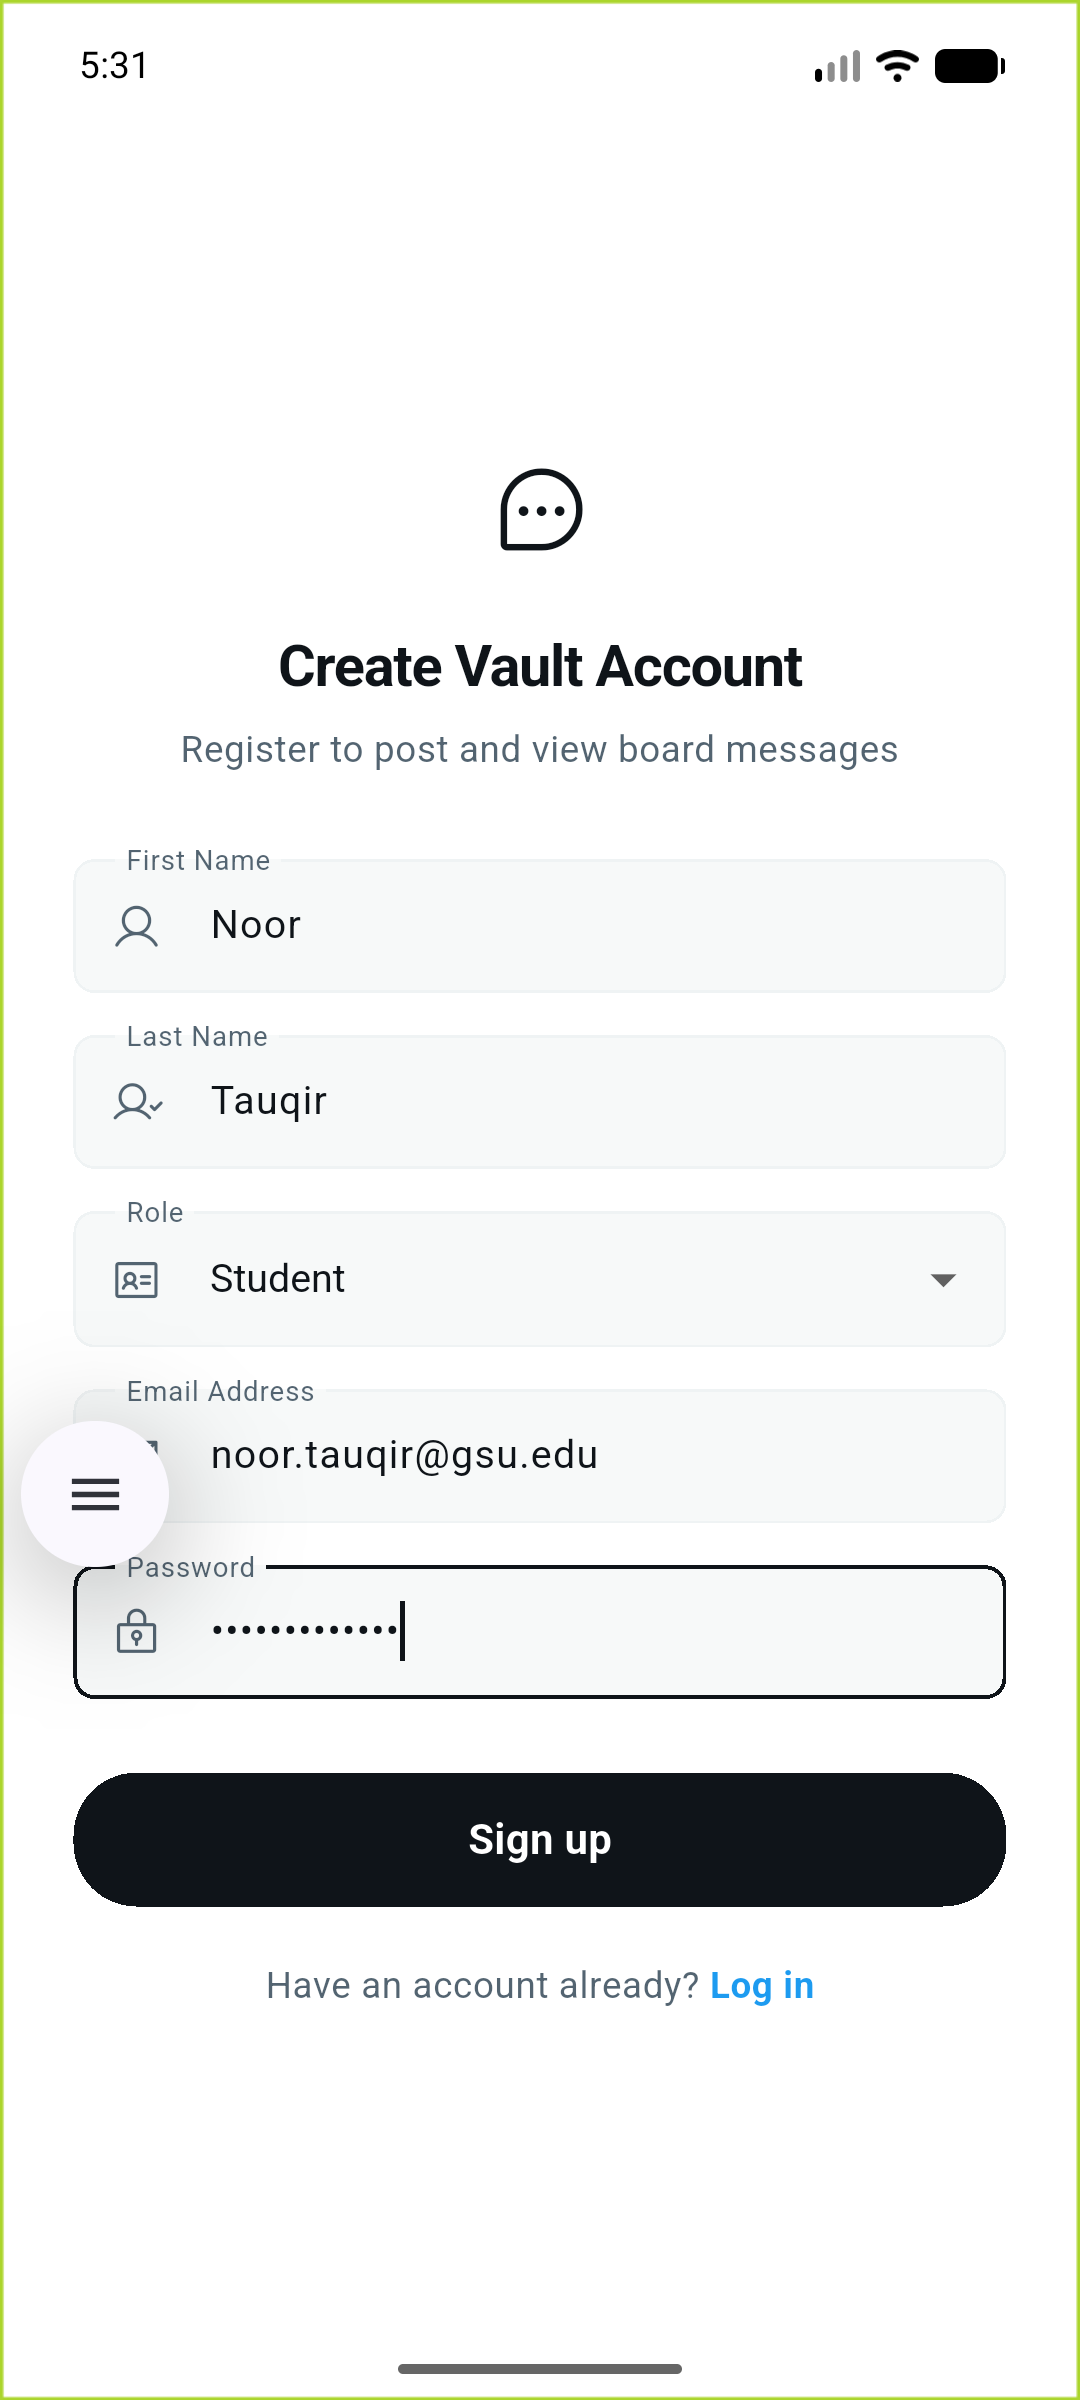 5:31
Create Vault Account
Register to post and view board messages
First Name
Noor
Last Name
Tauqir
Role
Student
Email Address
noor.tauqir@gsu.edu
Password
•••••••••••••
Sign up
Have an account already? Log in